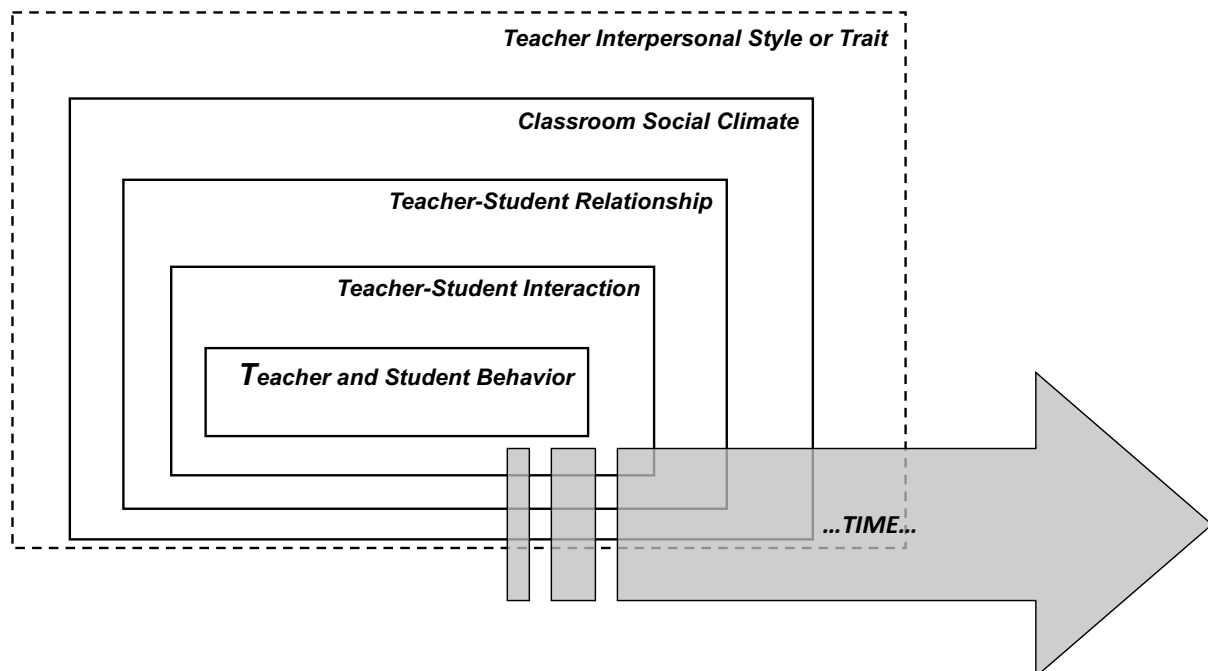 Teacher Interpersonal Style or Trait
Classroom Social Climate
Teacher-Student Relationship
Teacher-Student Interaction
Teacher and Student Behavior
...TIME...